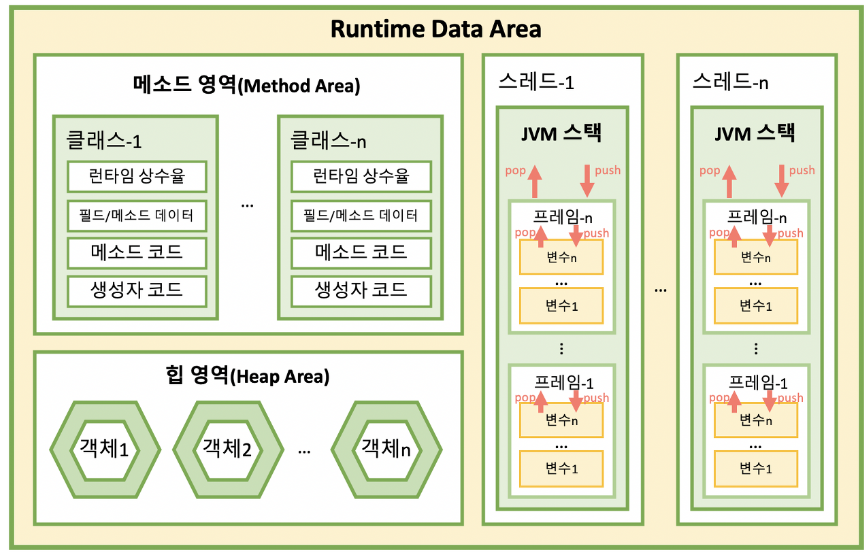 Runtime Data Area
메소드 영역(Method Area)
클래스-1
런타임 상수율
필드/메소드 데이터
메소드 코드
생성자 코드
...
클래스-n
런타임 상수율
필드/메소드 데이터
메소드 코드
생성자 코드
힙 영역(Heap Area)
객체1
객체2
...
객체n
스레드-1
JVM 스택
pop
push
프레임-n
pop
push
변수n
...
변수1
...
프레임-1
pop
push
변수n
...
변수1
...
스레드-n
JVM 스택
pop
push
프레임-n
pop
push
변수n
...
변수1
...
프레임-1
pop
push
변수n
...
변수1